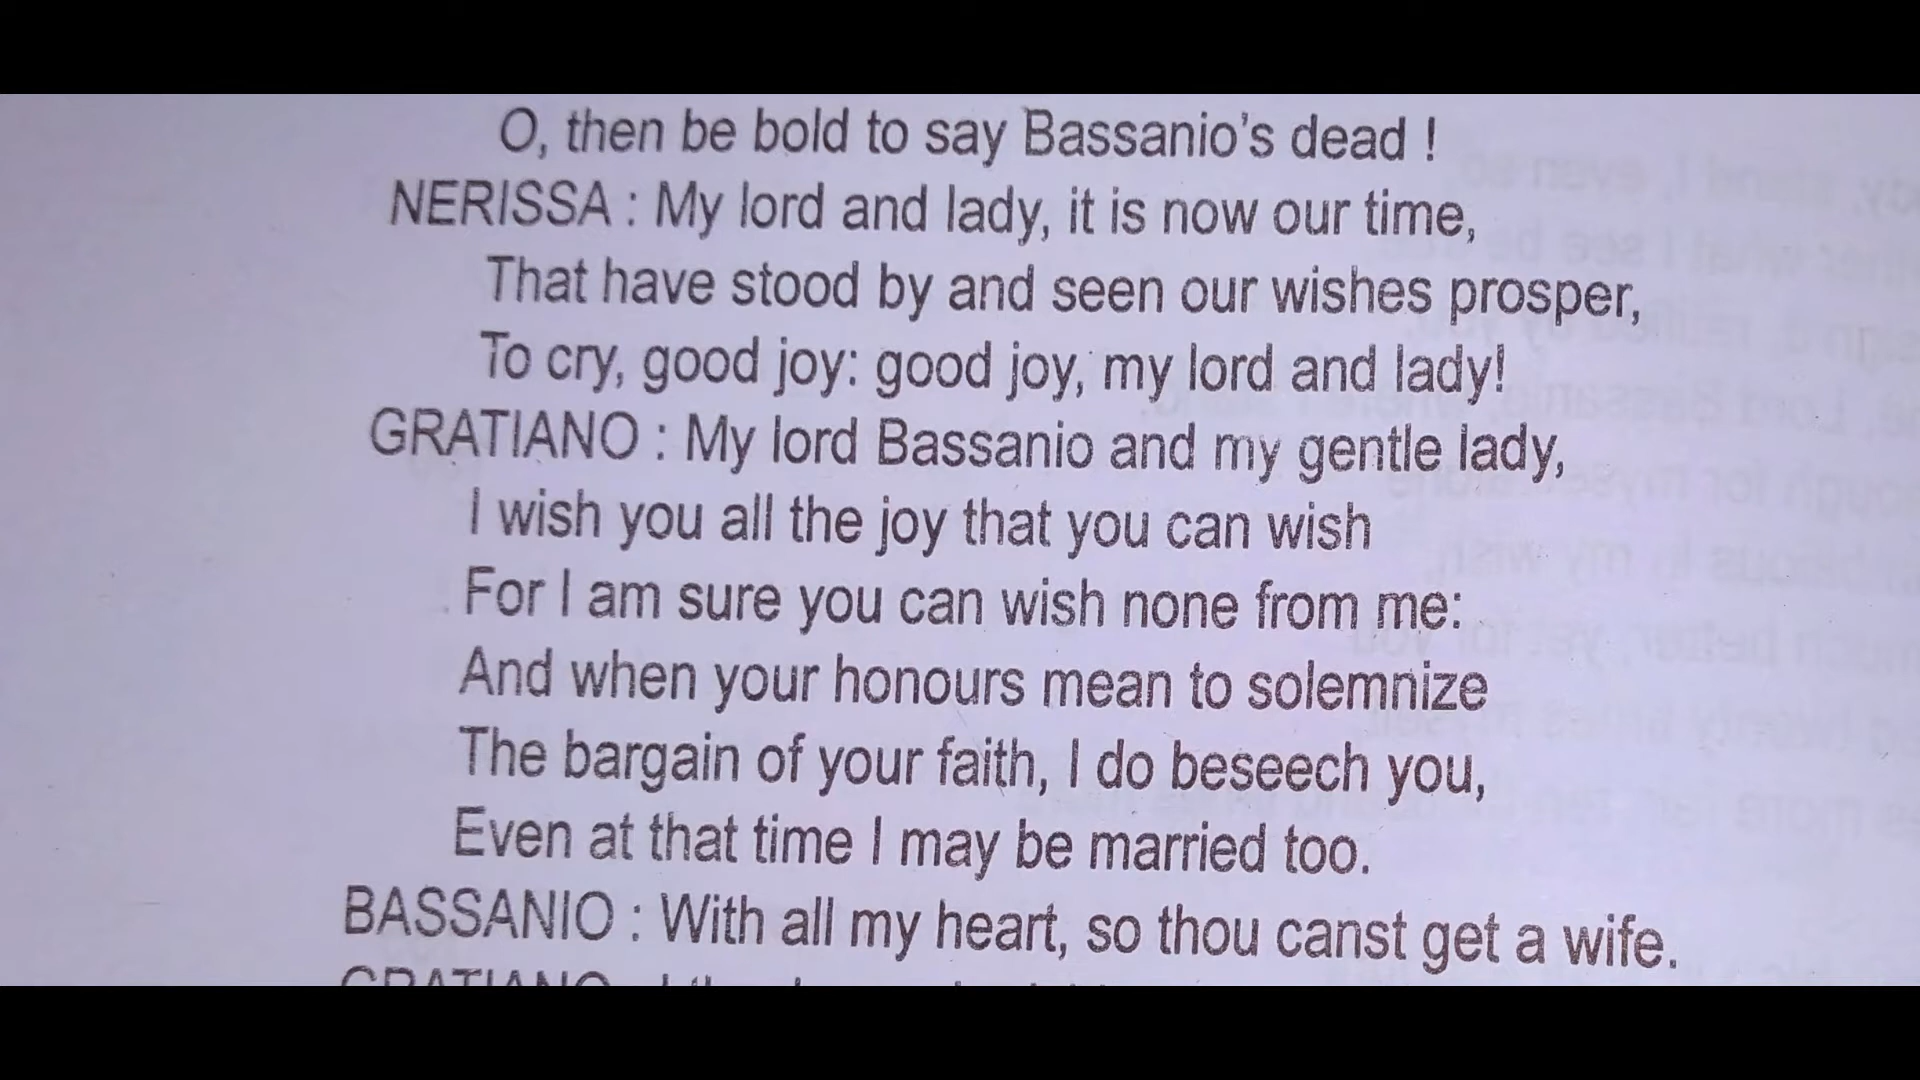 O, then be bold to say Bassanio's dead !
NERISSA : My lord and lady, it is now our time,
That have stood by and seen our wishes prosper,
To cry, good joy: good joy, my lord and lady!
GRATIANO : My lord Bassanio and my gentle lady,
I wish you all the joy that you can wish
For I am sure you can wish none from me:
And when your honours mean to solemnize
The bargain of your faith, I do beseech you,
Even at that time I may be married too.
BASSANIO : With all my heart, so thou canst get a wife.
GRATIANO